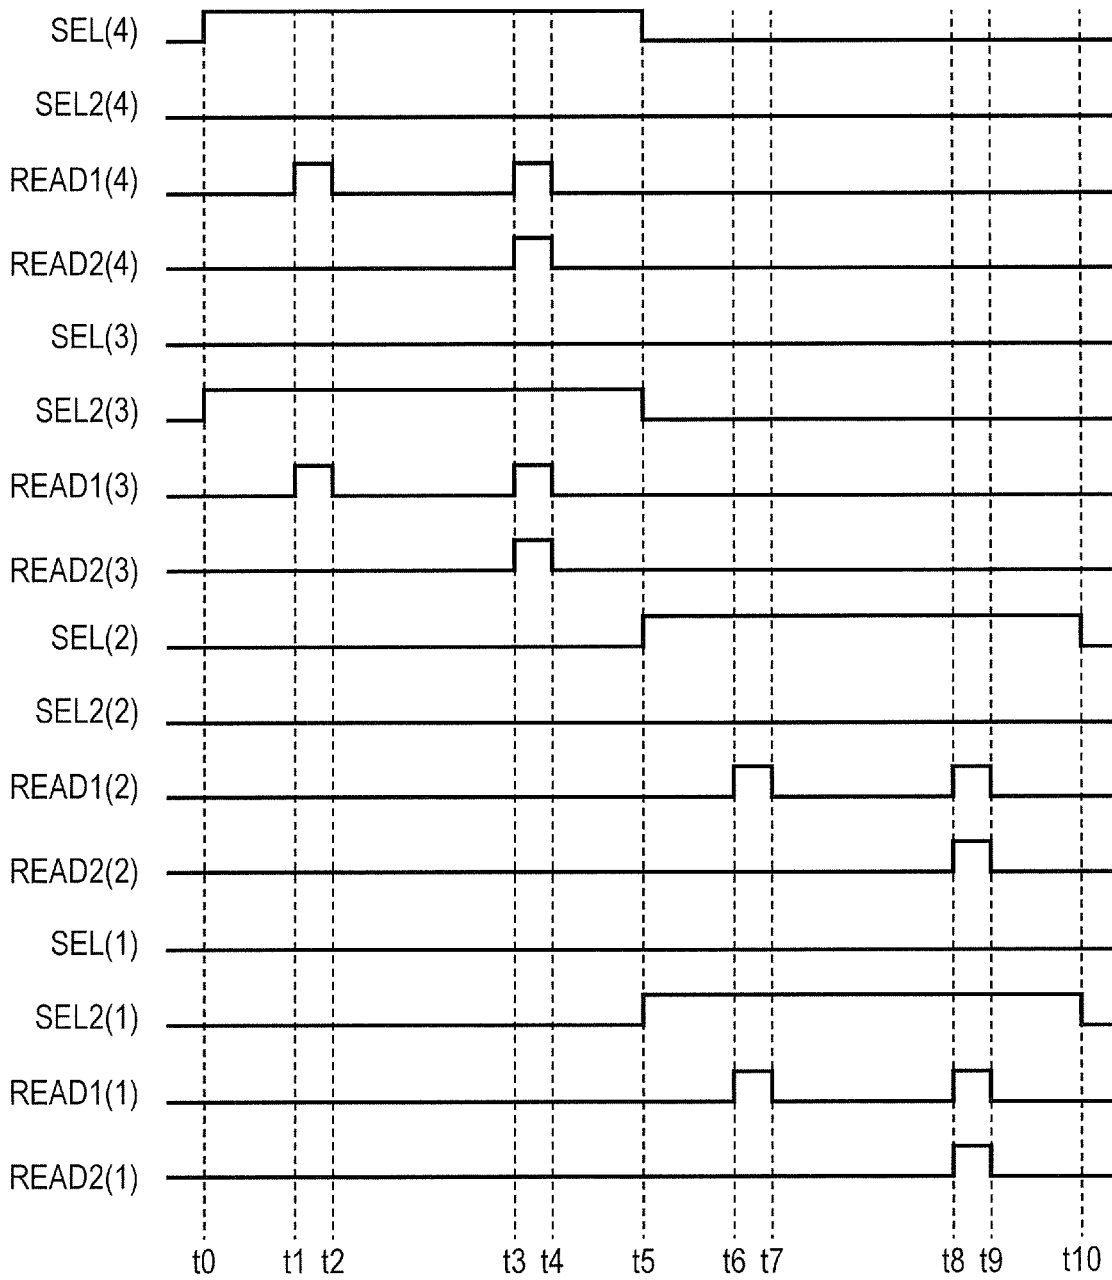 SEL(4)
SEL2(4)
READ1(4)
READ2(4)
SEL(3)
SEL2(3)
READ1(3)
READ2(3)
SEL(2)
SEL2(2)
READ1(2)
READ2(2)
SEL(1)
SEL2(1)
READ1(1)
READ2(1)
t0 t1 t2 t3 t4 t5 t6 t7 t8 t9 t10